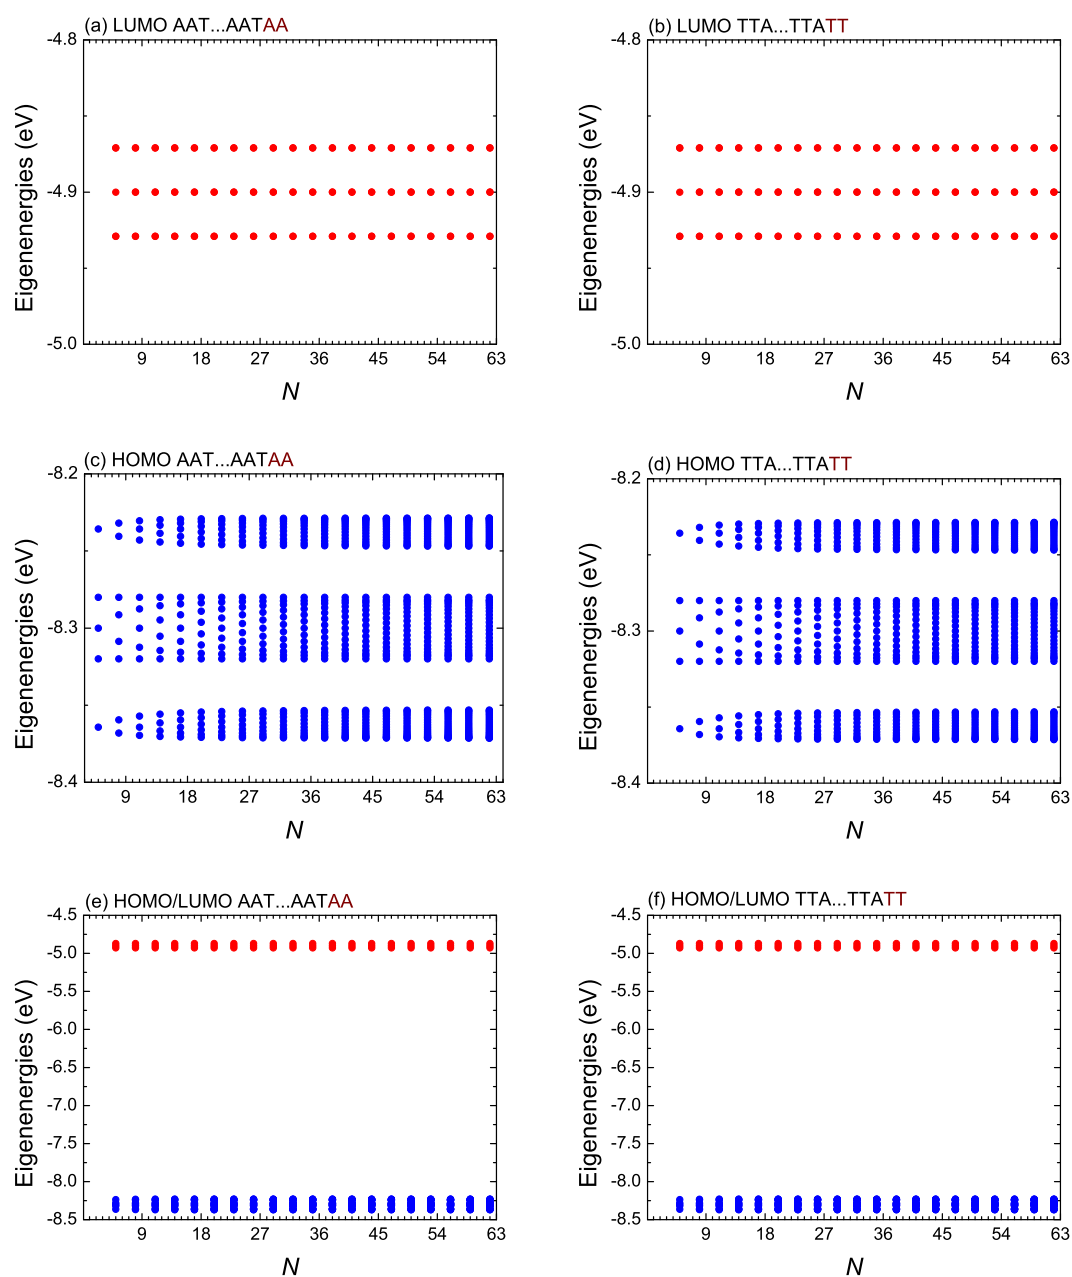 (a) LUMO AAT...AATAA
-4.8
-4.9
-5.0
Eigenenergies (eV)
9 18 27 36 45 54 63
N
(b) LUMO TTA...TTATT
-4.8
-4.9
-5.0
Eigenenergies (eV)
9 18 27 36 45 54 63
N
(c) HOMO AAT...AATAA
-8.2
-8.3
-8.4
Eigenenergies (eV)
9 18 27 36 45 54 63
N
(d) HOMO TTA...TTATT
-8.2
-8.3
-8.4
Eigenenergies (eV)
9 18 27 36 45 54 63
N
(e) HOMO/LUMO AAT...AATAA
-4.5
-5.0
-5.5
-6.0
-6.5
-7.0
-7.5
-8.0
-8.5
Eigenenergies (eV)
9 18 27 36 45 54 63
N
(f) HOMO/LUMO TTA...TTATT
-4.5
-5.0
-5.5
-6.0
-6.5
-7.0
-7.5
-8.0
-8.5
Eigenenergies (eV)
9 18 27 36 45 54 63
N